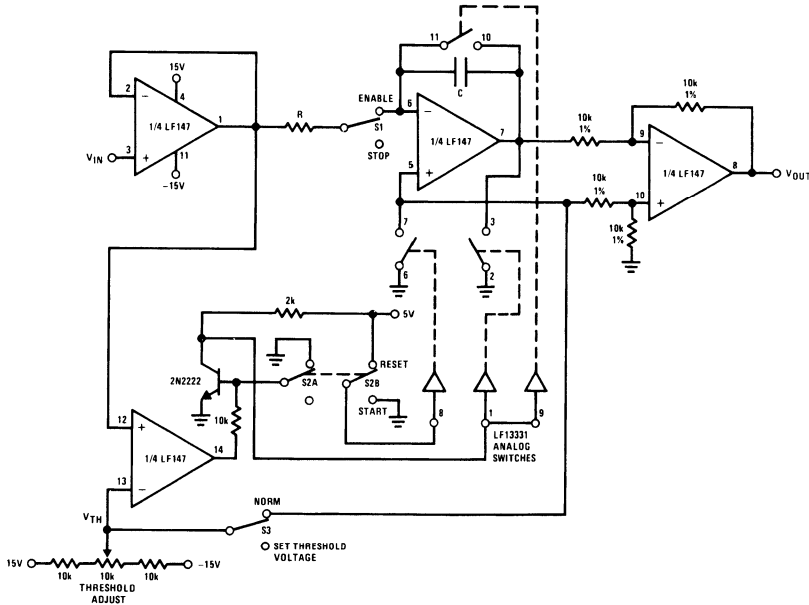 11
10
2
15V
4
ENABLE
C
10k
1%
R
6
1/4 LF147
1
S1
7
10k
1%
9
VIN
3
11
-15V
STOP
1/4 LF147
5
10k
1%
1/4 LF147
8
VOUT
10
7
3
10k
1%
6
2
2k
5V
RESET
2N2222
S2A
S2B
START
10k
8
1
9
LF13331
ANALOG
SWITCHES
12
1/4 LF147
14
13
NORM
VTH
S3
SET THRESHOLD
VOLTAGE
15V
10k
10k
10k
-15V
THRESHOLD
ADJUST